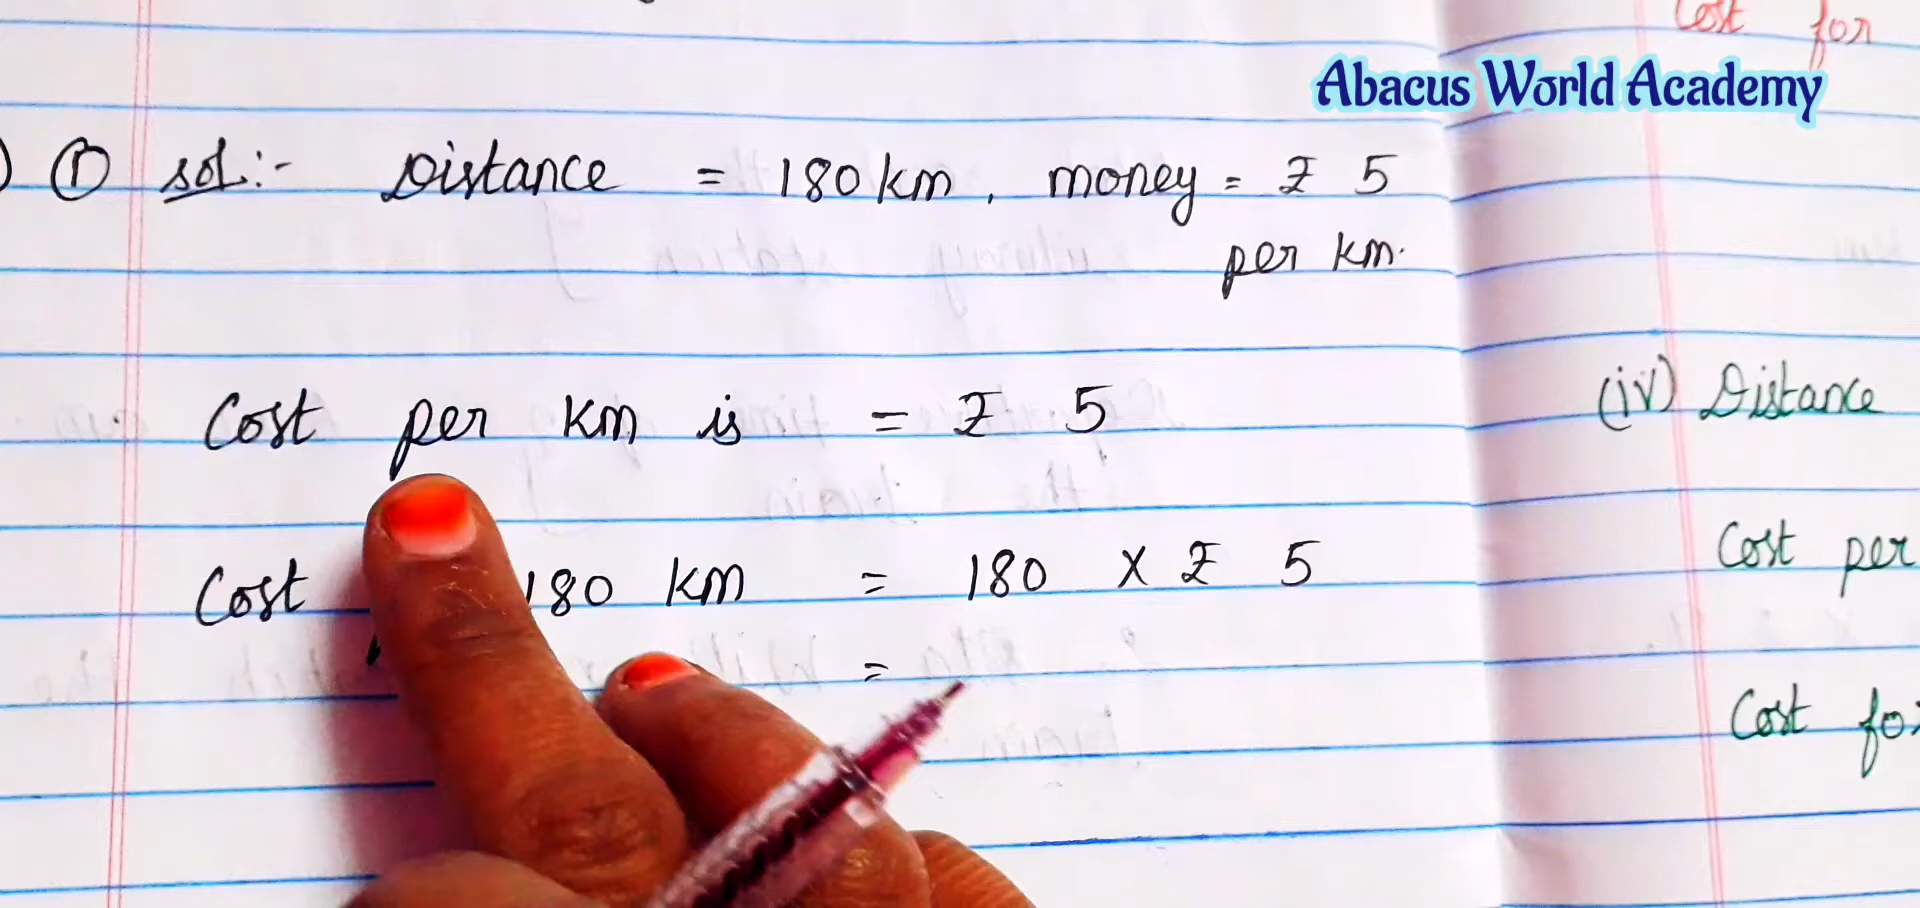 Cost for
Abacus World Academy
① Sol:- Distance = 180 km, money = ₹ 5
per km.
Cost per km is = ₹ 5
Cost 180 km = 180 x ₹ 5
=
(iv) Distance
Cost per
Cost for